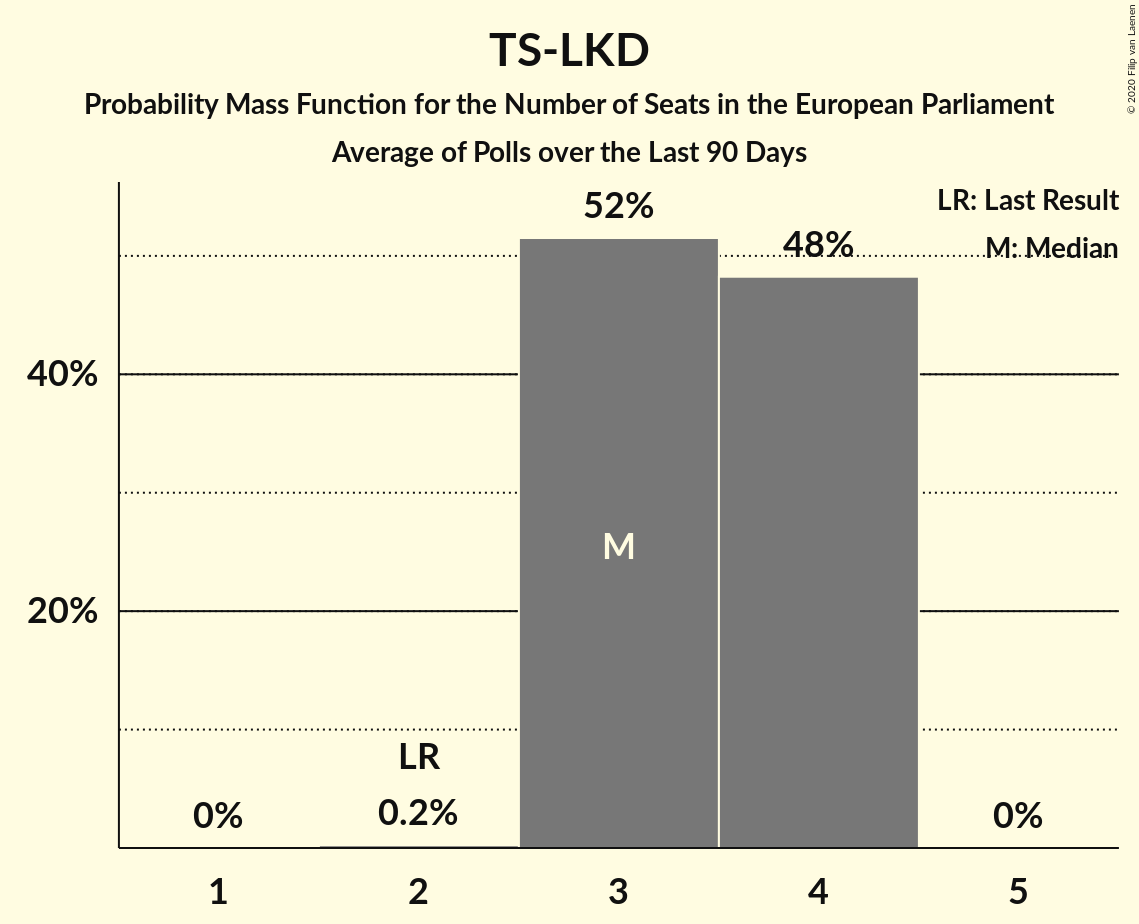 TS-LKD
Probability Mass Function for the Number of Seats in the European Parliament
Average of Polls over the Last 90 Days
© 2020 Filip van Laenen
LR: Last Result
M: Median
52%
48%
40%
20%
M
LR
0%
0.2%
0%
1
2
3
4
5